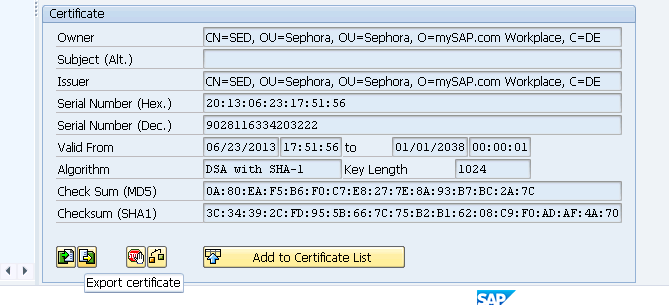 Certificate
Owner CN=SED, OU=Sephora, OU=Sephora, O=mySAP.com Workplace, C=DE
Subject (Alt.)
Issuer CN=SED, OU=Sephora, OU=Sephora, O=mySAP.com Workplace, C=DE
Serial Number (Hex.) 20:13:06:23:17:51:56
Serial Number (Dec.) 9028116334203222
Valid From 06/23/2013 17:51:56 to 01/01/2038 00:00:01
Algorithm DSA with SHA-1 Key Length 1024
Check Sum (MD5) 0A:80:EA:F5:B6:F0:C7:E8:27:7E:8A:93:B7:BC:2A:7C
Checksum (SHA1) 3C:34:39:2C:FD:95:5B:66:7C:75:B2:B1:62:08:C9:F0:AD:AF:4A:70
Add to Certificate List
Export certificate
SAP